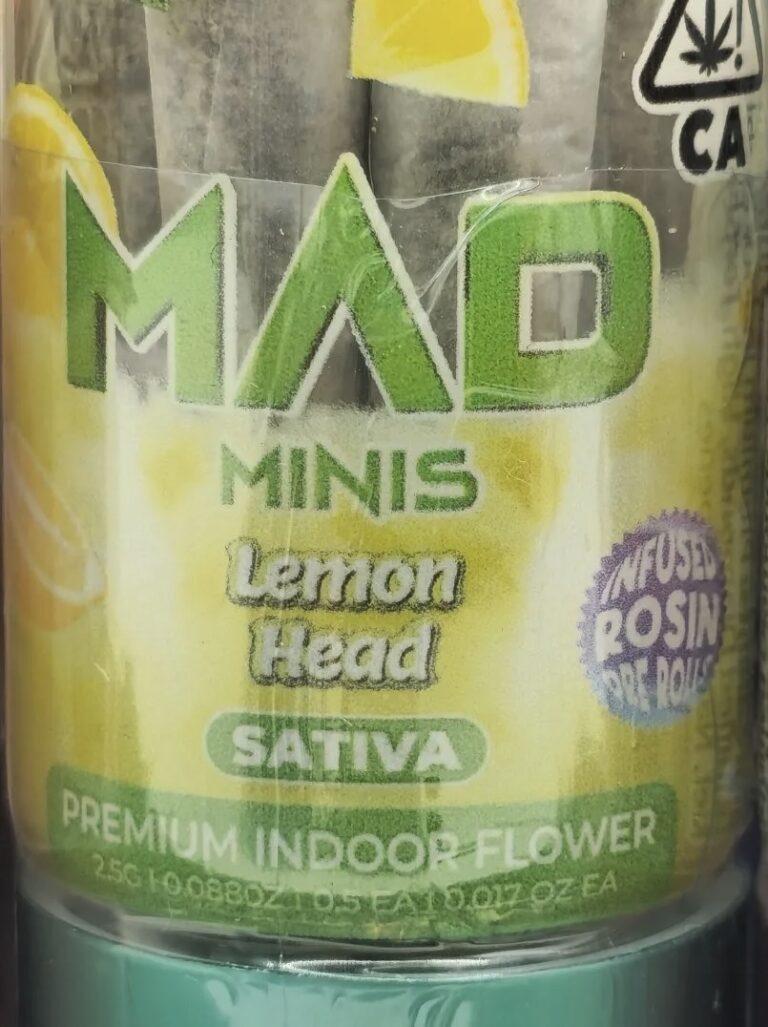 CA
MAD
MINIS
Lemon
Head
INFUSED
ROSIN
PRE ROLLS
SATIVA
PREMIUM INDOOR FLOWER
2.5G | 0.088OZ | 0.5 EA | 0.017 OZ EA